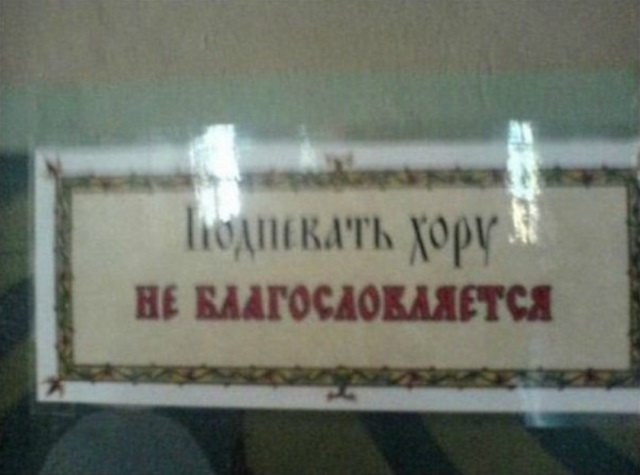 Подпевать хору
НЕ БЛАГОСЛОВЛЯЕТСЯ